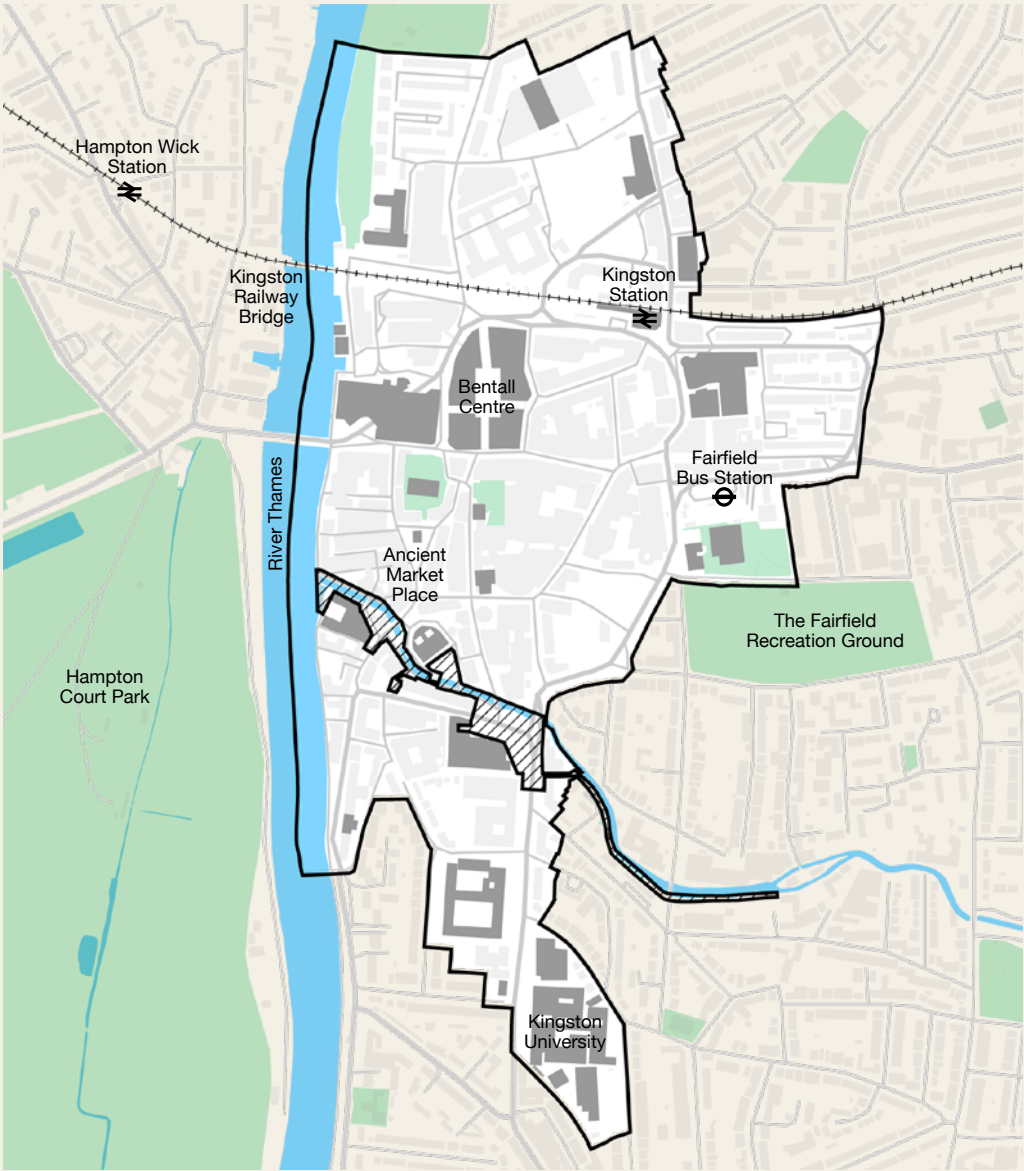 Hampton Wick
Station
Kingston
Railway
Bridge
Kingston
Station
Bentall
Centre
Fairfield
Bus Station
River Thames
Ancient
Market
Place
The Fairfield
Recreation Ground
Hampton
Court Park
Kingston
University